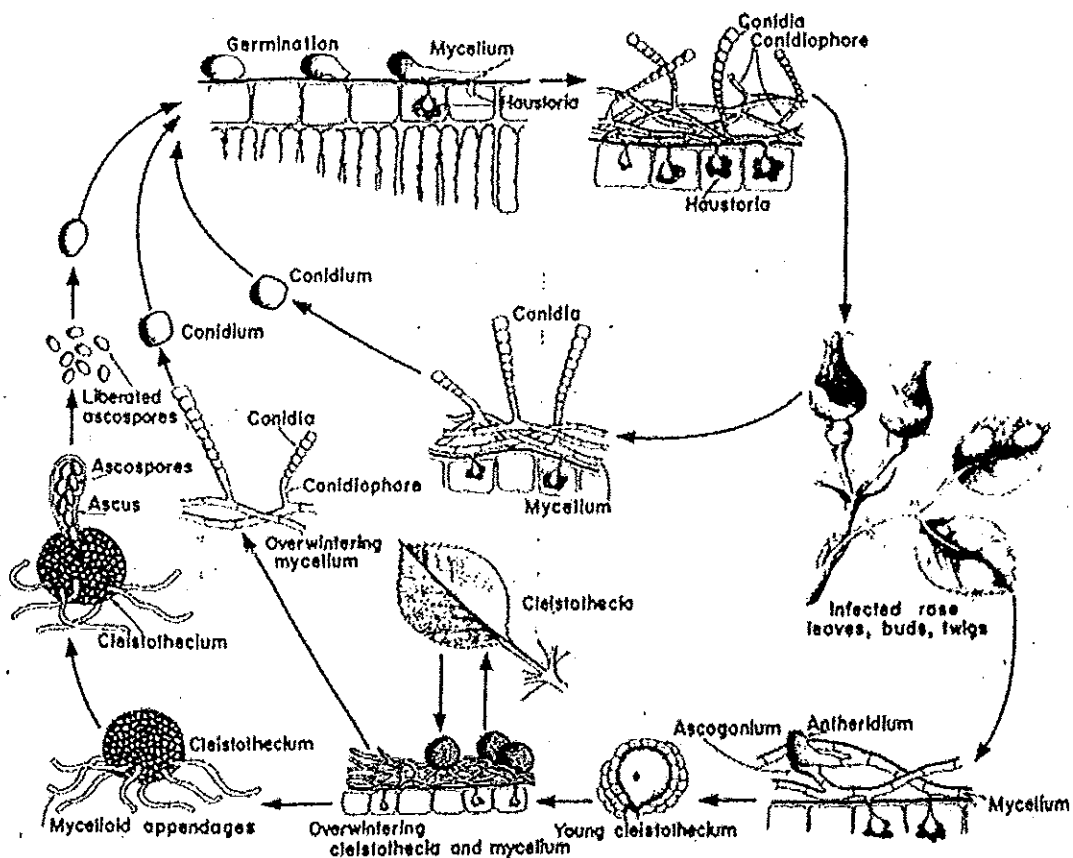 Germination
Mycelium
Haustoria
Conidia
Conidiophore
Haustoria
Conidium
Conidium
Conidia
Mycelium
Liberated
ascospores
Ascospores
Ascus
Conidia
Conidiophore
Overwintering
mycelium
Cleistothecium
Cleistothecia
Infected rose
leaves, buds, twigs
Cleistothecium
Myceloid appendages
Overwintering
cleistothecia and mycelium
Young cleistothecium
Ascogonium
Antheridium
Mycelium